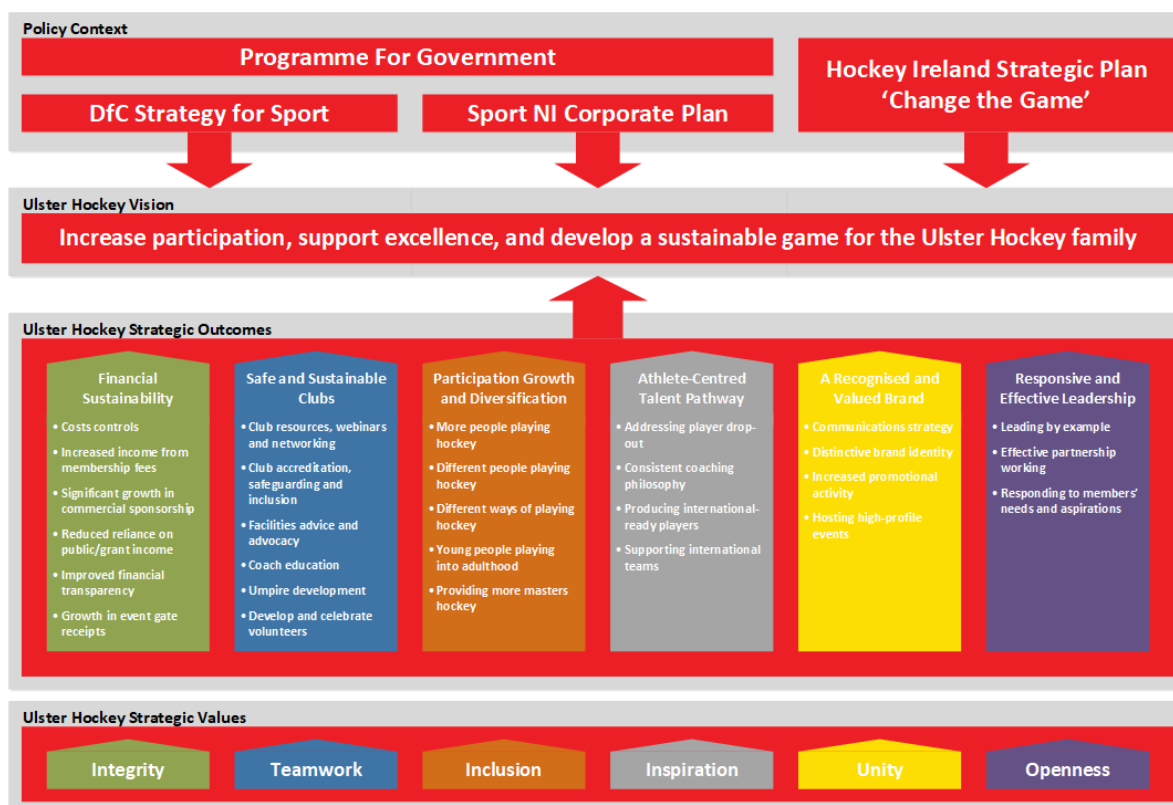 Policy Context
Programme For Government
DfC Strategy for Sport
Sport NI Corporate Plan
Hockey Ireland Strategic Plan
‘Change the Game’
Ulster Hockey Vision
Increase participation, support excellence, and develop a sustainable game for the Ulster Hockey family
Ulster Hockey Strategic Outcomes
Financial
Sustainability
• Costs controls
• Increased income from
membership fees
• Significant growth in
commercial sponsorship
• Reduced reliance on
public/grant income
• Improved financial
transparency
• Growth in event gate
receipts
Safe and Sustainable
Clubs
• Club resources, webinars
and networking
• Club accreditation,
safeguarding and
inclusion
• Facilities advice and
advocacy
• Coach education
• Umpire development
• Develop and celebrate
volunteers
Participation Growth
and Diversification
• More people playing
hockey
• Different people playing
hockey
• Different ways of playing
hockey
• Young people playing
into adulthood
• Providing more masters
hockey
Athlete-Centred
Talent Pathway
• Addressing player drop-
out
• Consistent coaching
philosophy
• Producing international-
ready players
• Supporting international
teams
A Recognised and
Valued Brand
• Communications strategy
• Distinctive brand identity
• Increased promotional
activity
• Hosting high-profile
events
Responsive and
Effective Leadership
• Leading by example
• Effective partnership
working
• Responding to members’
needs and aspirations
Ulster Hockey Strategic Values
Integrity
Teamwork
Inclusion
Inspiration
Unity
Openness